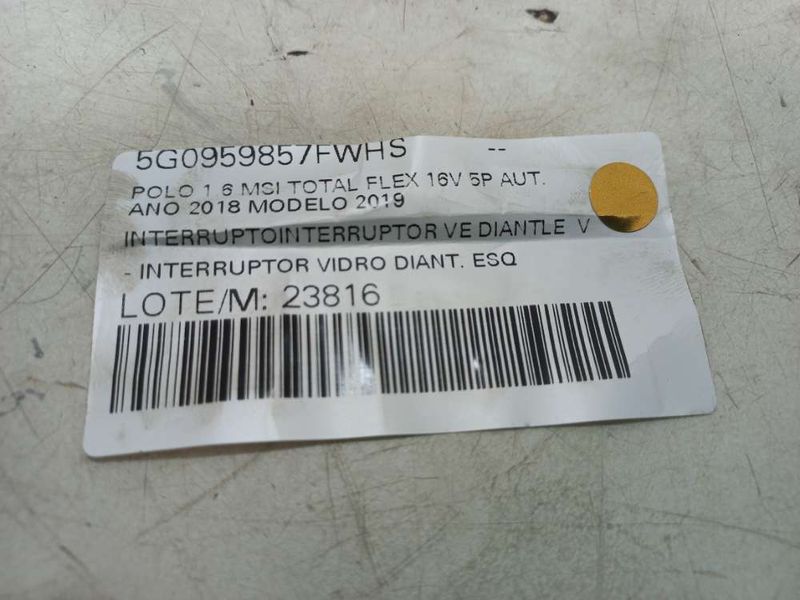 5G0959857FWHS --
POLO 1.6 MSI TOTAL FLEX 16V 5P AUT.
ANO 2018 MODELO 2019
INTERRUPTOINTERRUPTOR VE DIANTLE V
- INTERRUPTOR VIDRO DIANT. ESQ
LOTE/M: 23816